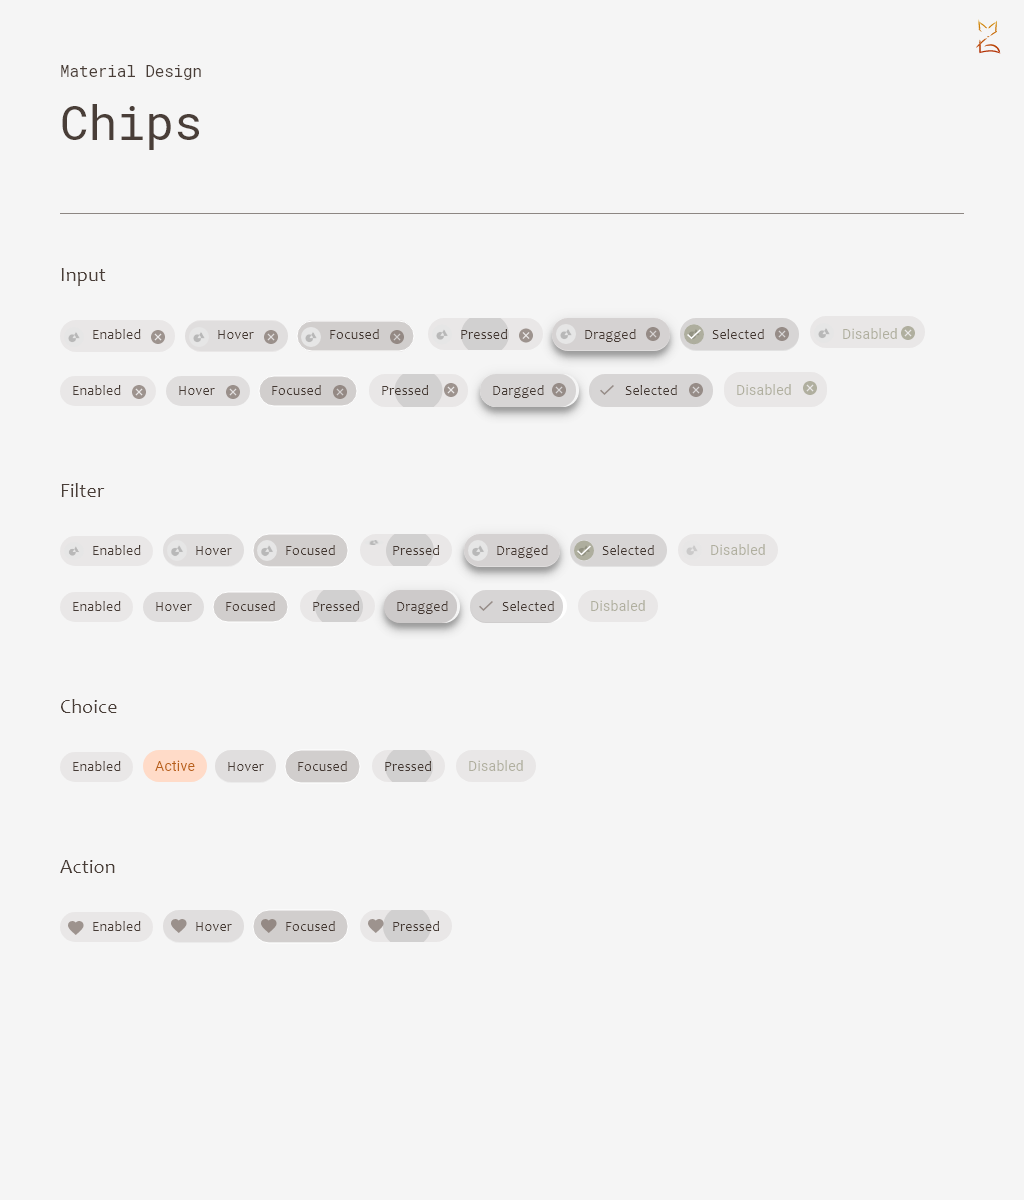 Material Design
Chips
Input
Enabled Hover Focused Pressed Dragged Selected Disabled
Enabled Hover Focused Pressed Dargged Selected Disabled
Filter
Enabled Hover Focused Pressed Dragged Selected Disabled
Enabled Hover Focused Pressed Dragged Selected Disbaled
Choice
Enabled Active Hover Focused Pressed Disabled
Action
Enabled Hover Focused Pressed